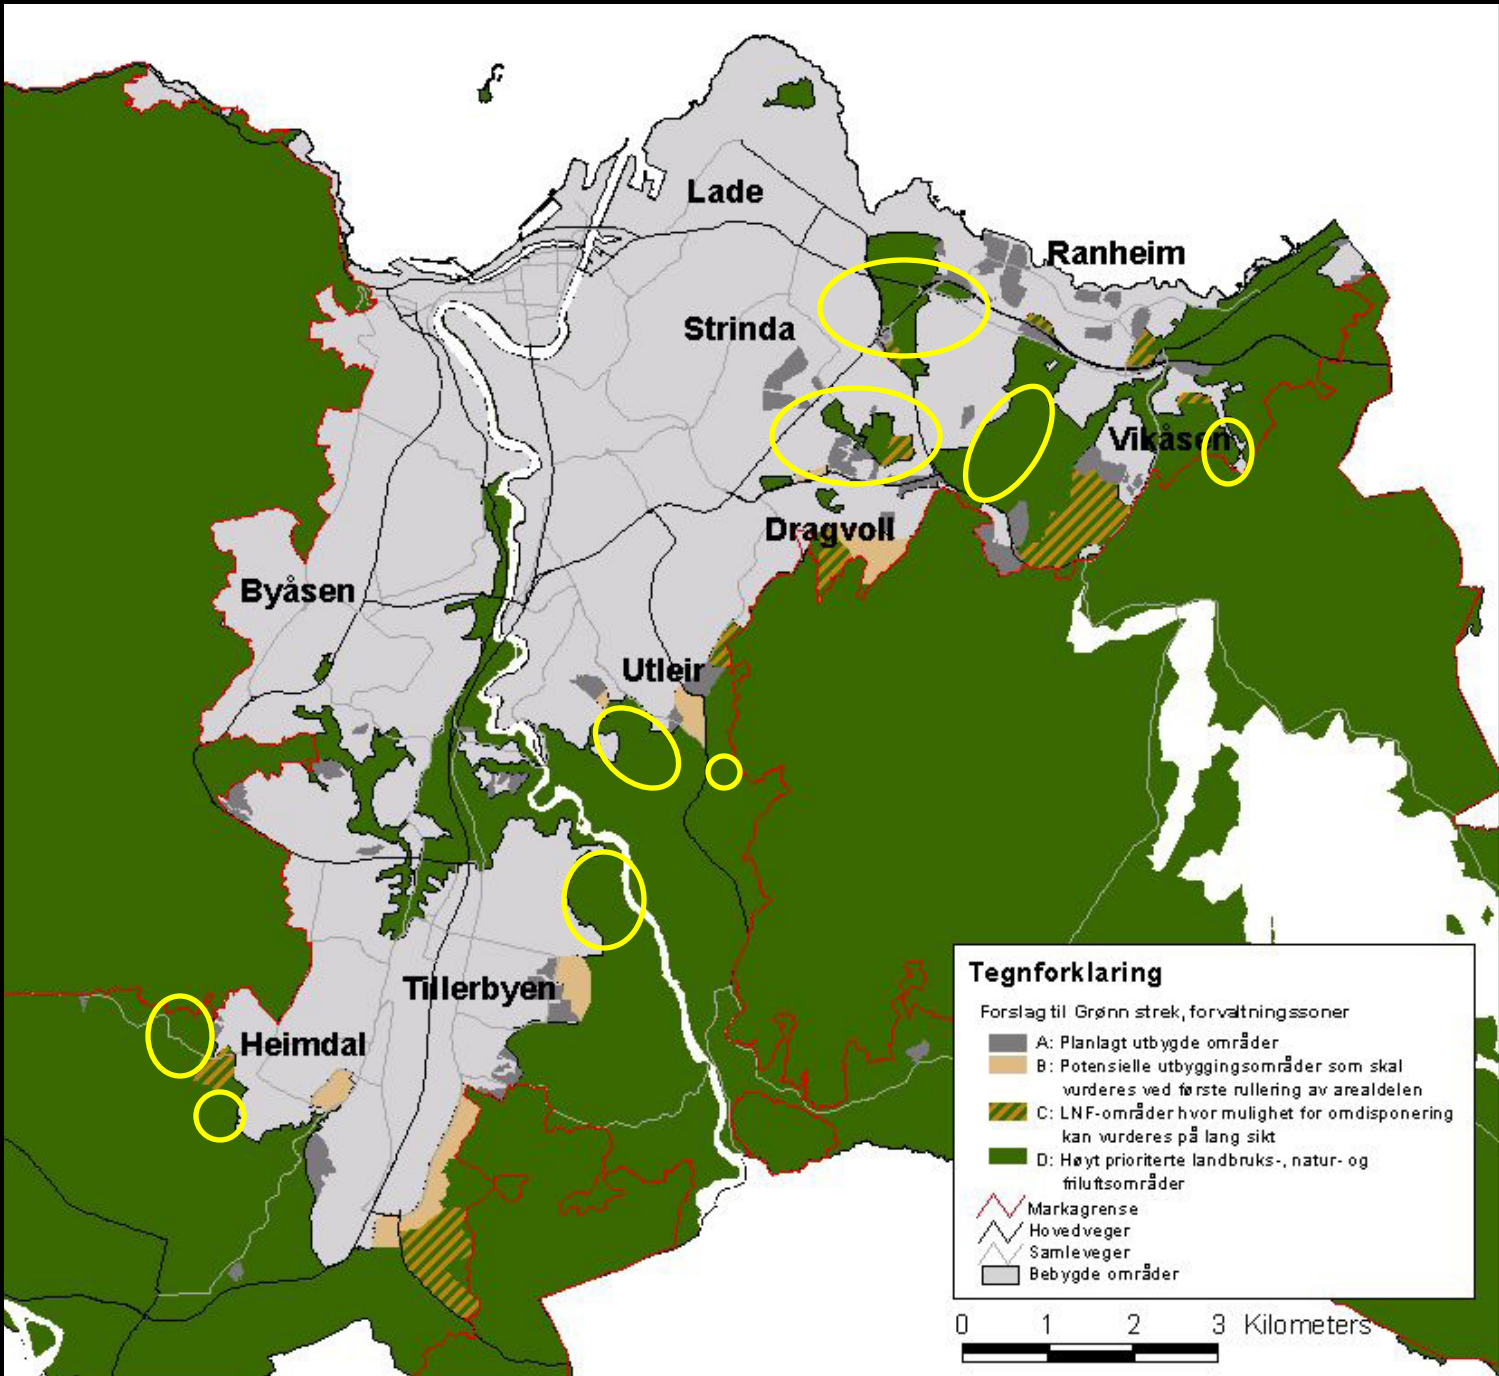 Lade
Ranheim
Strinda
Vikåsen
Dragvoll
Byåsen
Utleir
Tillerbyen
Heimdal
Tegnforklaring
Forslag til Grønn strek, forvaltningssoner
A: Planlagt utbygde områder
B: Potensielle utbyggingsområder som skal
vurderes ved første rullering av arealdelen
C: LNF-områder hvor mulighet for omdisponering
kan vurderes på lang sikt
D: Høyt prioriterte landbruks-, natur- og
friluftsområder
Markagrense
Hovedveger
Samleveger
Bebygde områder
0 1 2 3 Kilometers